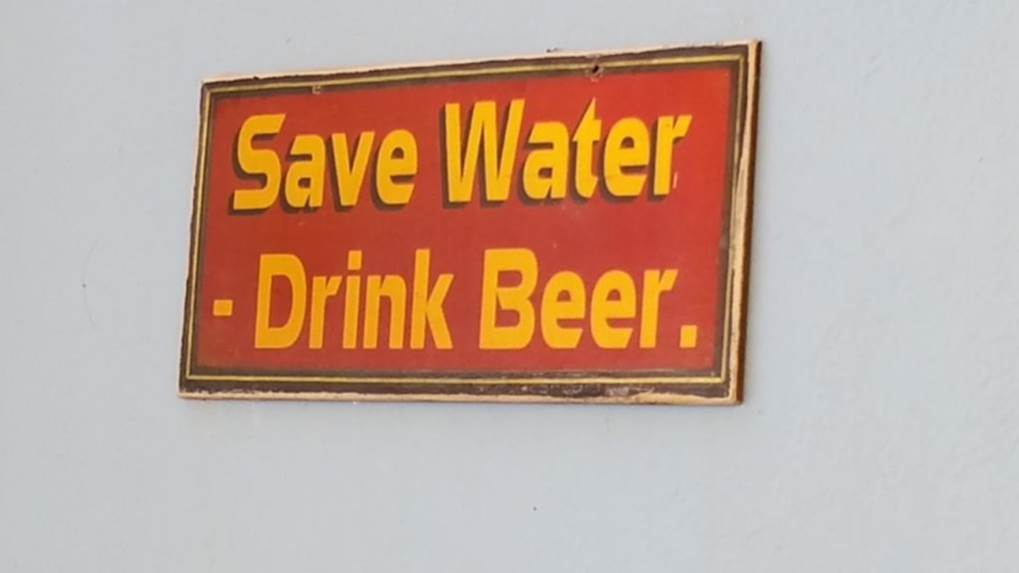 Save Water
- Drink Beer.